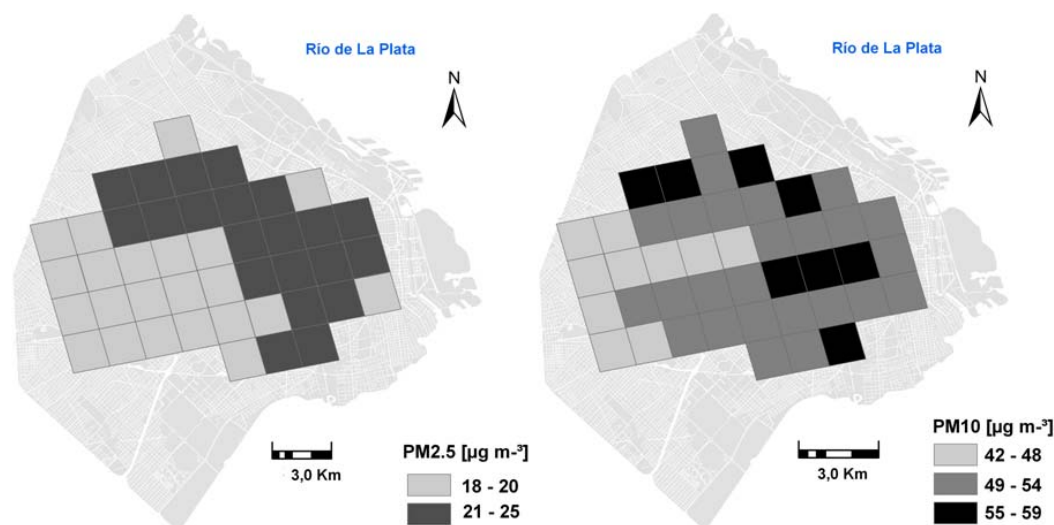 Río de La Plata
N
3,0 Km
PM2.5 [µg m-³]
18 - 20
21 - 25
Río de La Plata
N
3,0 Km
PM10 [µg m-³]
42 - 48
49 - 54
55 - 59